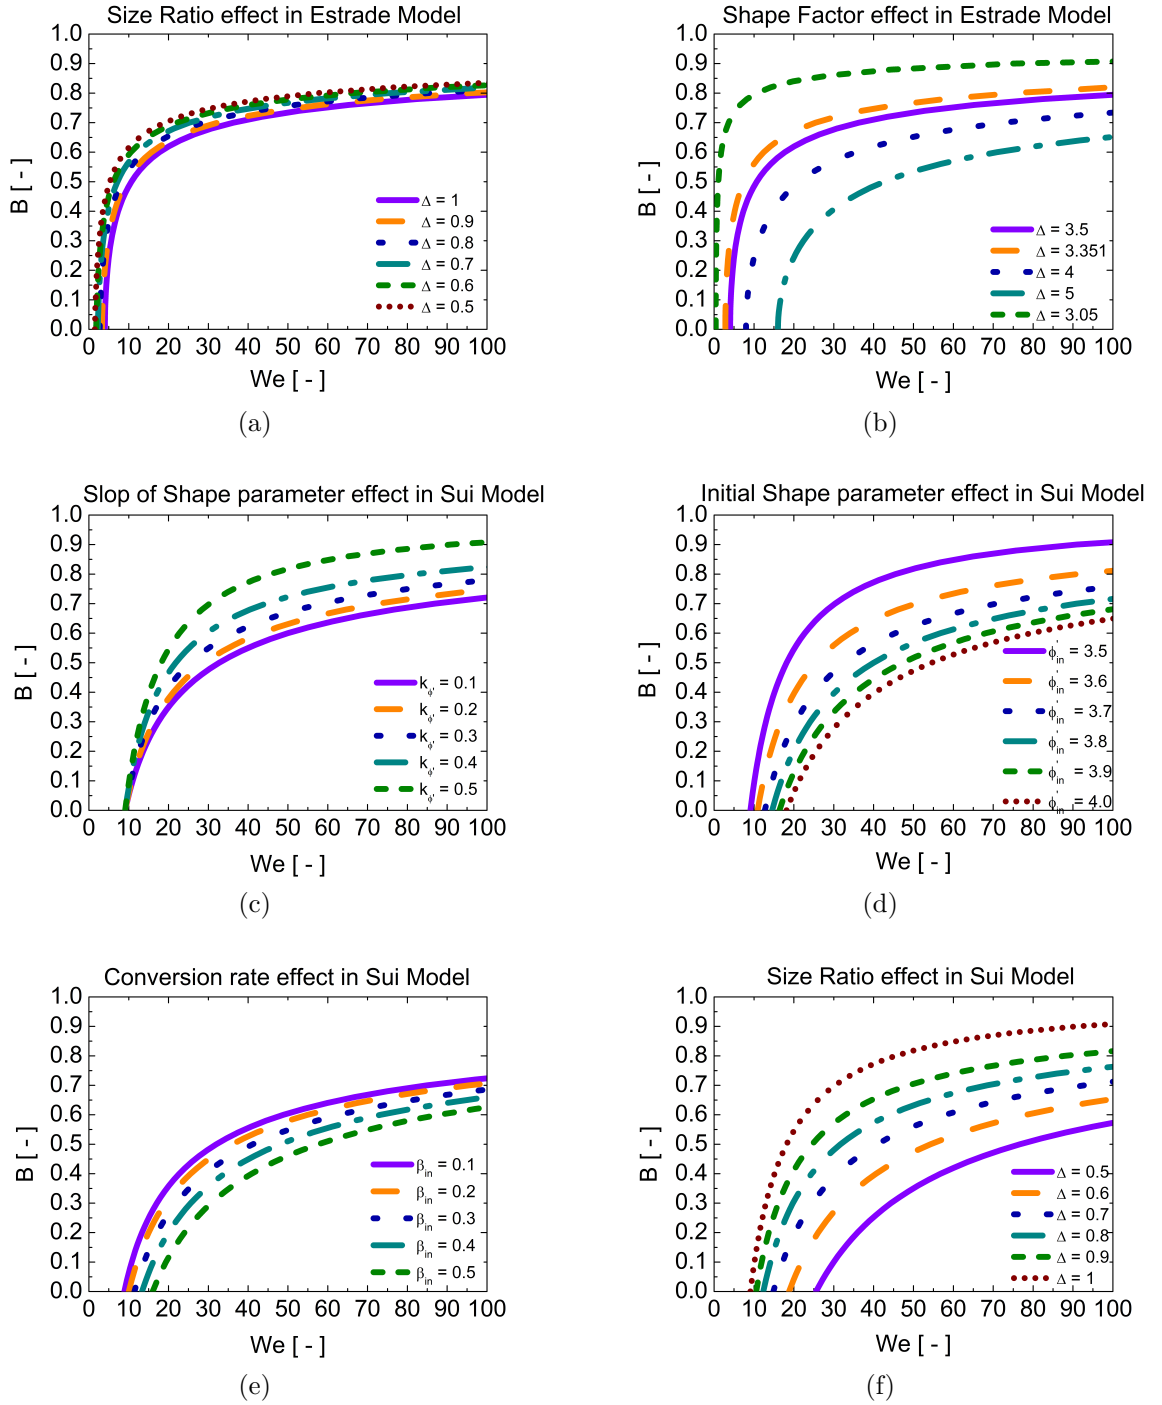 Size Ratio effect in Estrade Model
1.0
0.9
0.8
0.7
0.6
0.5
0.4
0.3
0.2
0.1
0.0
B [ - ]
Δ = 1
Δ = 0.9
Δ = 0.8
Δ = 0.7
Δ = 0.6
Δ = 0.5
0 10 20 30 40 50 60 70 80 90 100
We [ - ]
(a)
Shape Factor effect in Estrade Model
1.0
0.9
0.8
0.7
0.6
0.5
0.4
0.3
0.2
0.1
0.0
B [ - ]
Δ = 3.5
Δ = 3.351
Δ = 4
Δ = 5
Δ = 3.05
0 10 20 30 40 50 60 70 80 90 100
We [ - ]
(b)
Slop of Shape parameter effect in Sui Model
1.0
0.9
0.8
0.7
0.6
0.5
0.4
0.3
0.2
0.1
0.0
B [ - ]
kϕ' = 0.1
kϕ' = 0.2
kϕ' = 0.3
kϕ' = 0.4
kϕ' = 0.5
0 10 20 30 40 50 60 70 80 90 100
We [ - ]
(c)
Initial Shape parameter effect in Sui Model
1.0
0.9
0.8
0.7
0.6
0.5
0.4
0.3
0.2
0.1
0.0
B [ - ]
ϕ'in = 3.5
ϕ'in = 3.6
ϕ'in = 3.7
ϕ'in = 3.8
ϕ'in = 3.9
ϕ'in = 4.0
0 10 20 30 40 50 60 70 80 90 100
We [ - ]
(d)
Conversion rate effect in Sui Model
1.0
0.9
0.8
0.7
0.6
0.5
0.4
0.3
0.2
0.1
0.0
B [ - ]
βin = 0.1
βin = 0.2
βin = 0.3
βin = 0.4
βin = 0.5
0 10 20 30 40 50 60 70 80 90 100
We [ - ]
(e)
Size Ratio effect in Sui Model
1.0
0.9
0.8
0.7
0.6
0.5
0.4
0.3
0.2
0.1
0.0
B [ - ]
Δ = 0.5
Δ = 0.6
Δ = 0.7
Δ = 0.8
Δ = 0.9
Δ = 1
0 10 20 30 40 50 60 70 80 90 100
We [ - ]
(f)